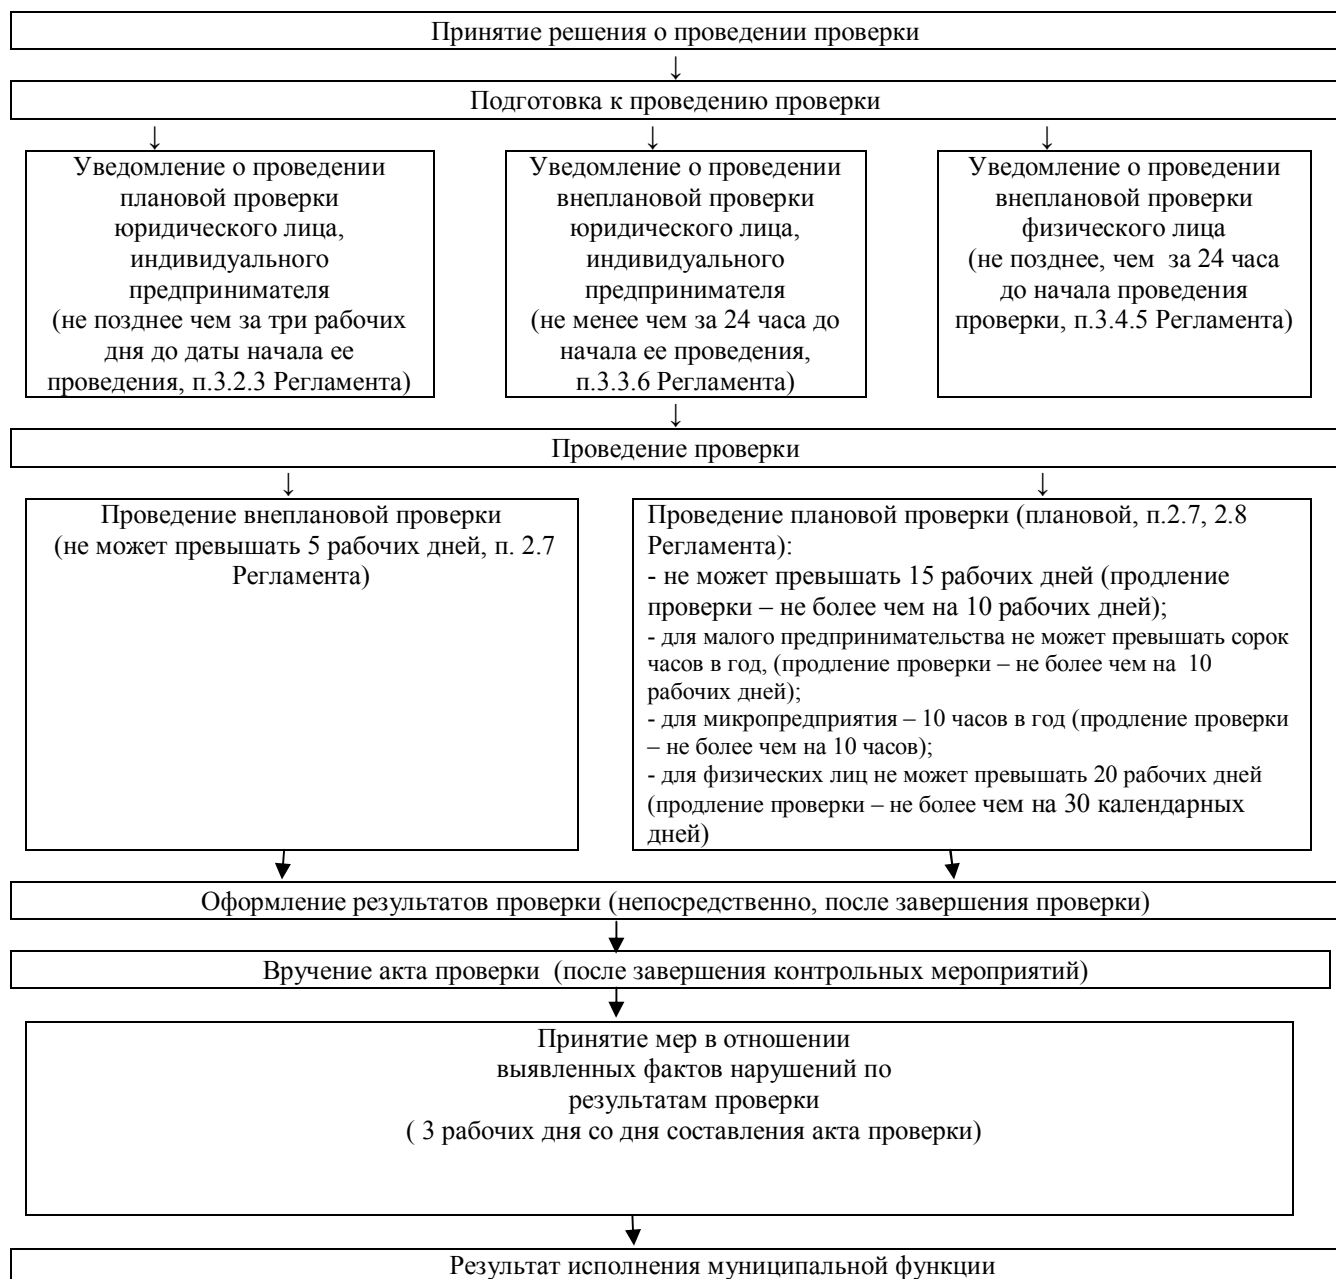 Принятие решения о проведении проверки
↓
Подготовка к проведению проверки
↓ ↓ ↓
Уведомление о проведении
плановой проверки
юридического лица,
индивидуального
предпринимателя
(не позднее чем за три рабочих
дня до даты начала ее
проведения, п.3.2.3 Регламента)
Уведомление о проведении
внеплановой проверки
юридического лица,
индивидуального
предпринимателя
(не менее чем за 24 часа до
начала ее проведения,
п.3.3.6 Регламента)
Уведомление о проведении
внеплановой проверки
физического лица
(не позднее, чем за 24 часа
до начала проведения
проверки, п.3.4.5 Регламента)
↓
Проведение проверки
↓ ↓
Проведение внеплановой проверки
(не может превышать 5 рабочих дней, п. 2.7
Регламента)
Проведение плановой проверки (плановой, п.2.7, 2.8
Регламента):
- не может превышать 15 рабочих дней (продление
проверки – не более чем на 10 рабочих дней);
- для малого предпринимательства не может превышать сорок
часов в год, (продление проверки – не более чем на 10
рабочих дней);
- для микропредприятия – 10 часов в год (продление проверки
– не более чем на 10 часов);
- для физических лиц не может превышать 20 рабочих дней
(продление проверки – не более чем на 30 календарных
дней)
Оформление результатов проверки (непосредственно, после завершения проверки)
Вручение акта проверки (после завершения контрольных мероприятий)
Принятие мер в отношении
выявленных фактов нарушений по
результатам проверки
( 3 рабочих дня со дня составления акта проверки)
Результат исполнения муниципальной функции